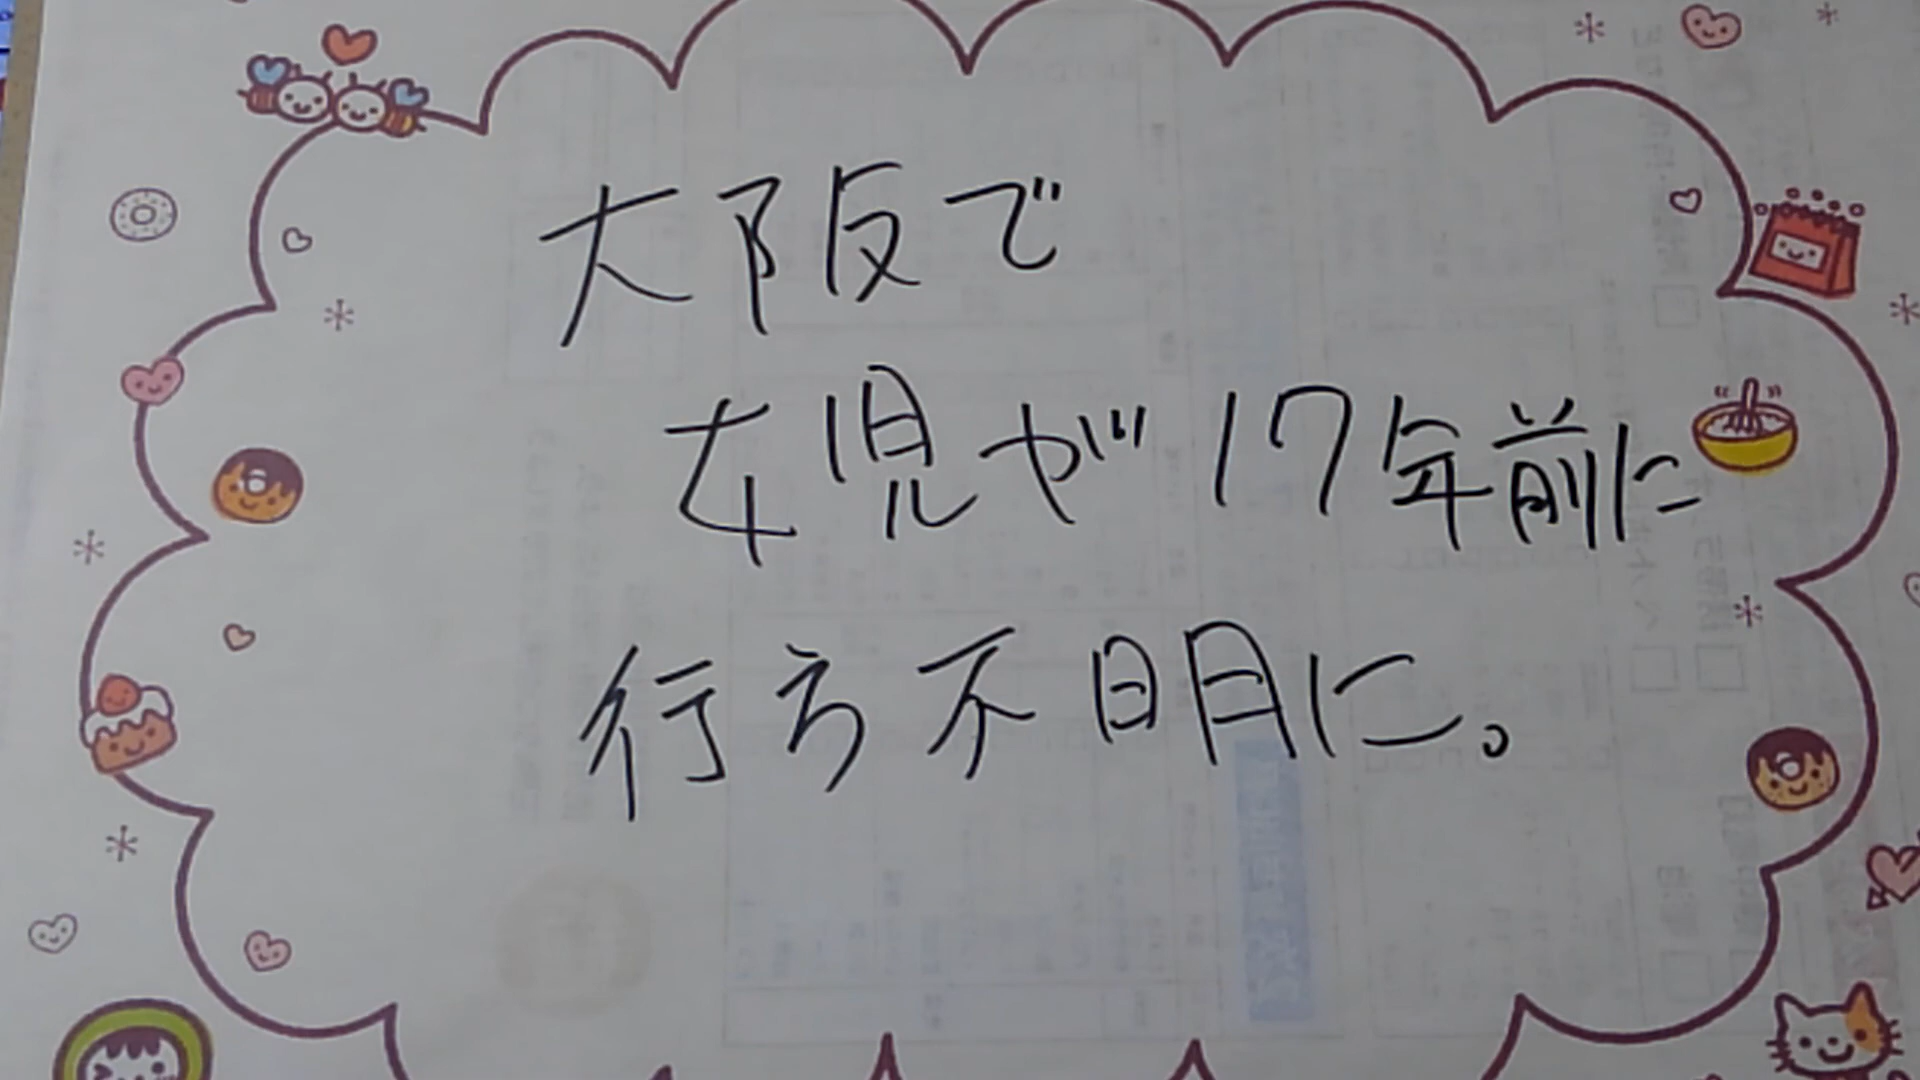 大阪で
女児が17年前に
行方不明に。